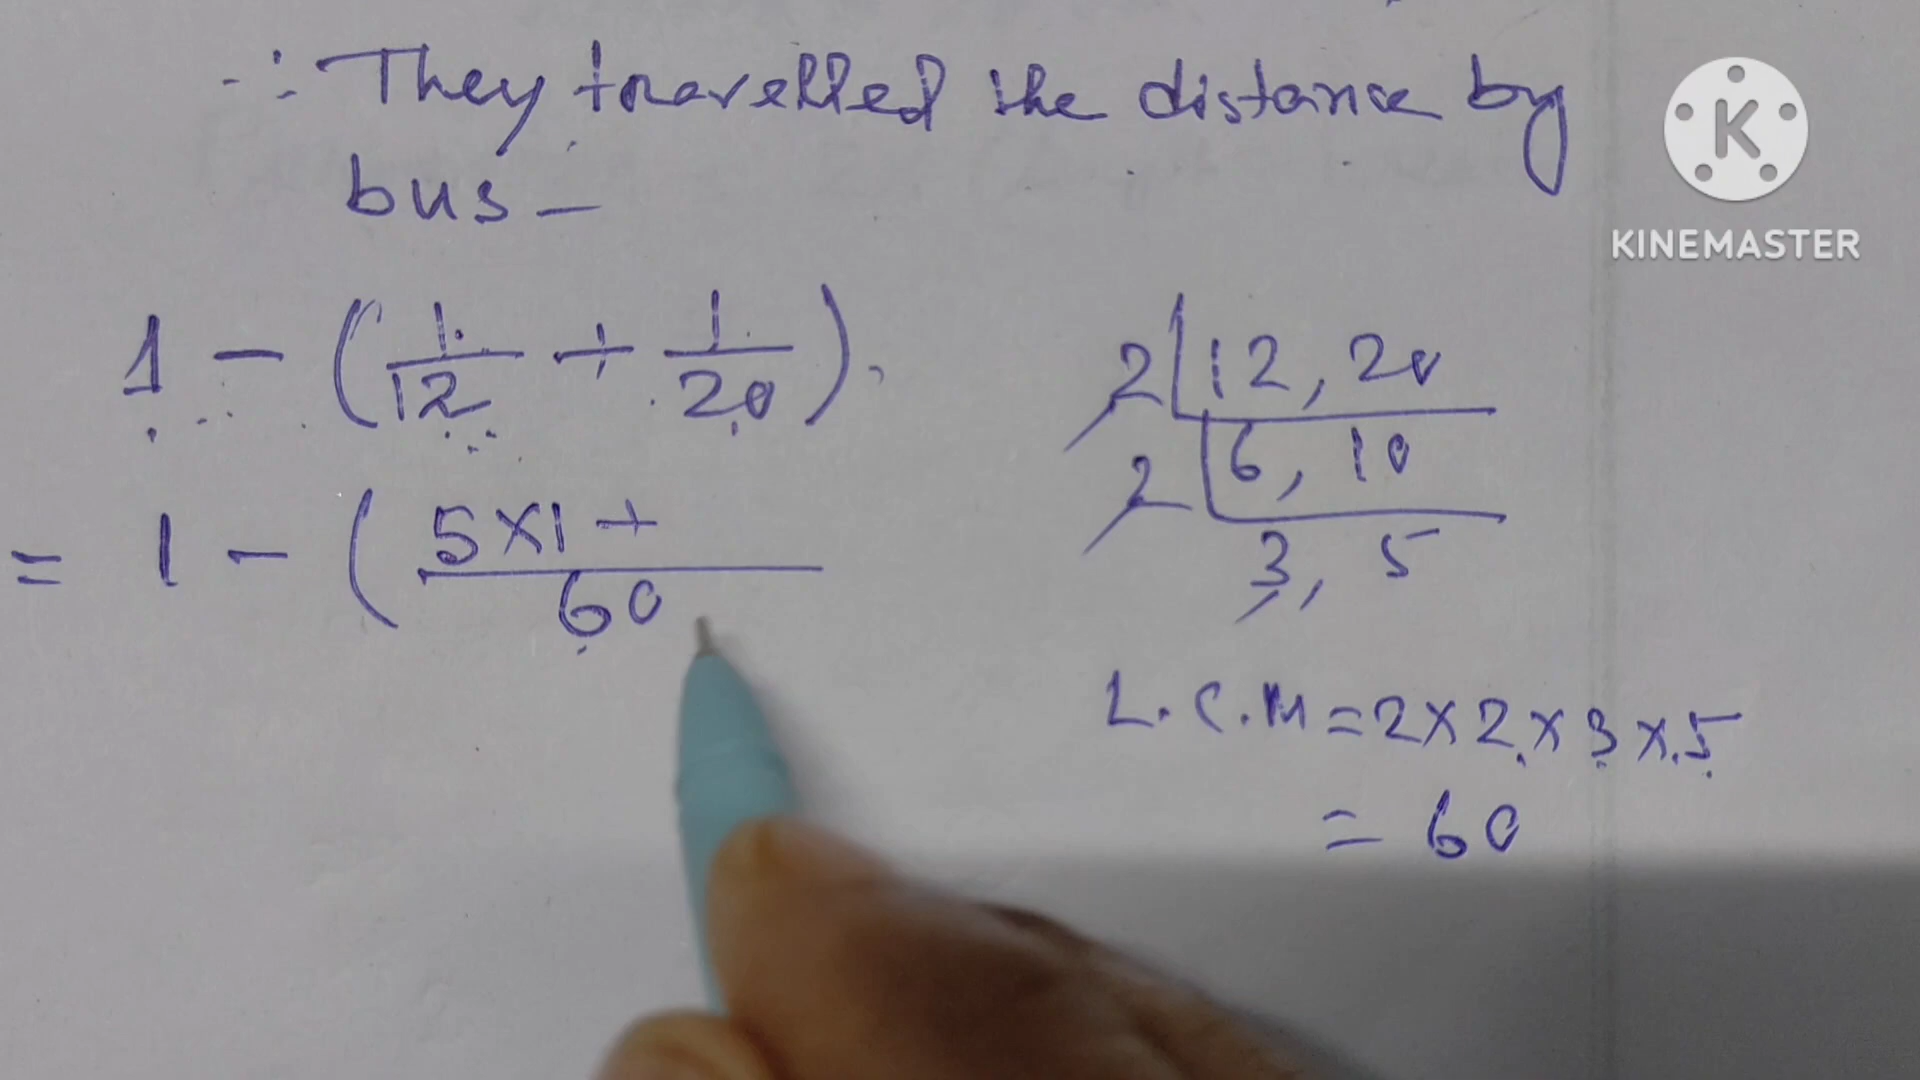 ∴ They travelled the distance by
bus —
1 - (1/12 + 1/20).
= 1 - (5×1+ / 60
2 | 12, 20
2 | 6, 10
3, 5
L.C.M = 2×2×3×5
= 60
K
KINEMASTER